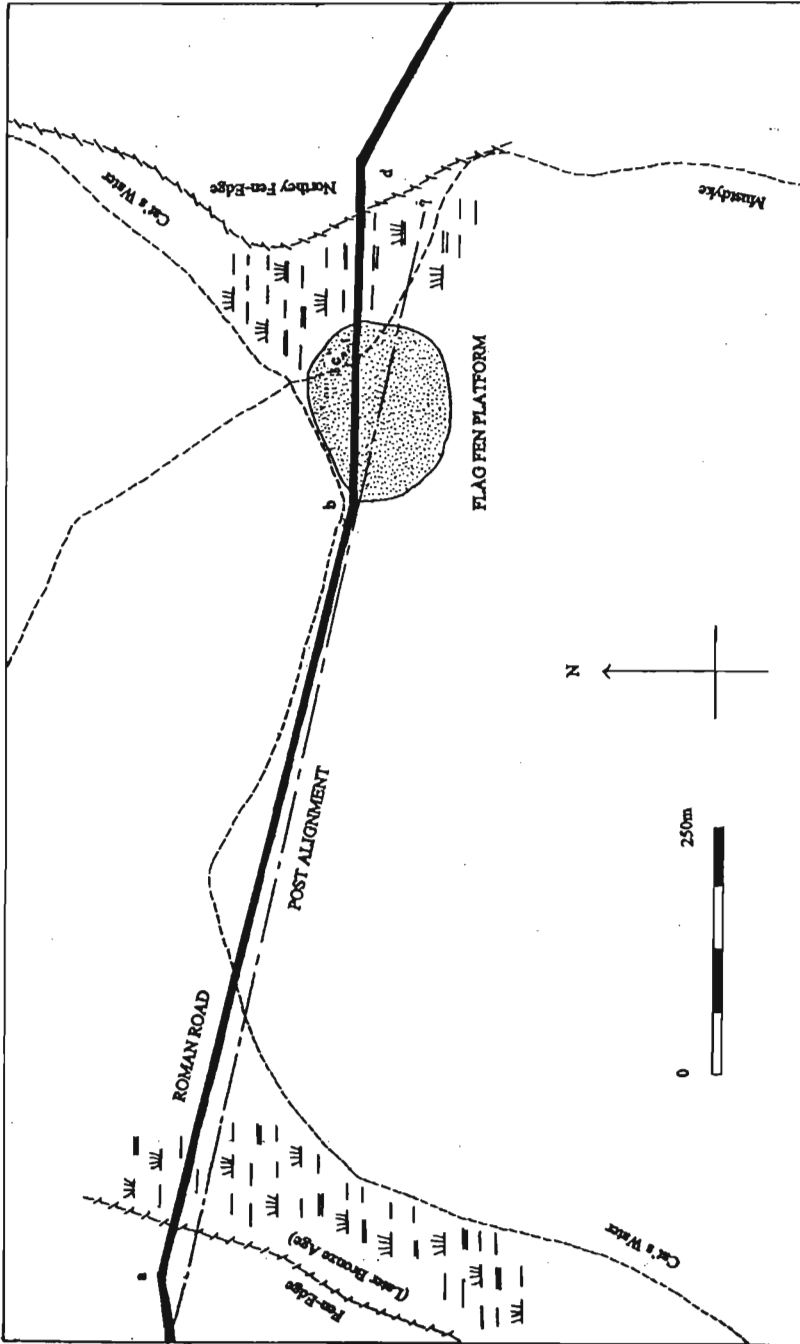 Cat's Water
Northey Fen-Edge
d
?
Mustdyke
c
b
FLAG FEN PLATFORM
N
POST ALIGNMENT
250m
0
ROMAN ROAD
a
Fen-Edge
(Later Bronze Age)
Cat's Water